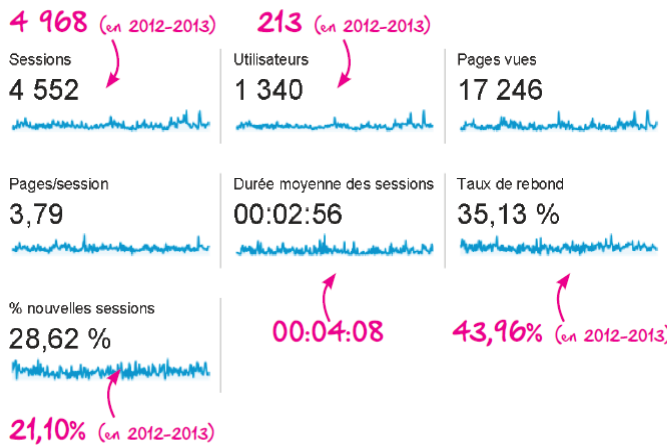 4 968 (en 2012-2013)
213 (en 2012-2013)
Sessions
4 552
Utilisateurs
1 340
Pages vues
17 246
Pages/session
3,79
Durée moyenne des sessions
00:02:56
Taux de rebond
35,13 %
% nouvelles sessions
28,62 %
00:04:08
43,96% (en 2012-2013)
21,10% (en 2012-2013)